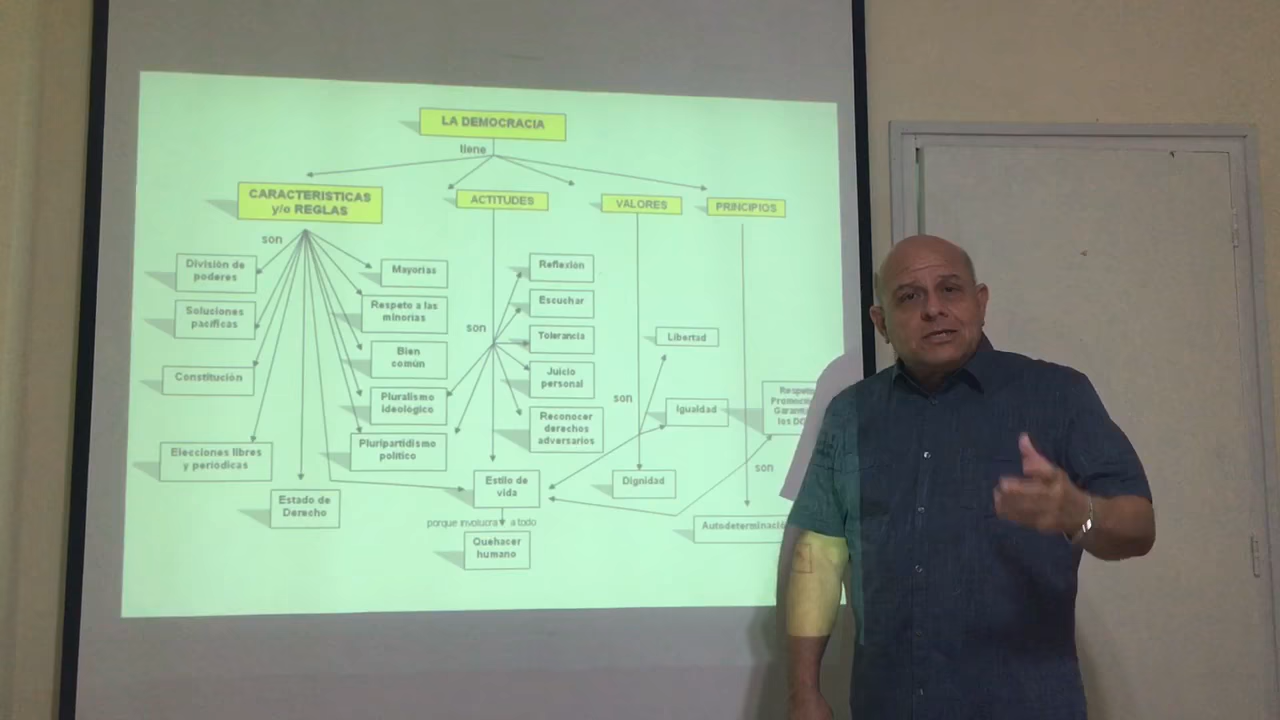 LA DEMOCRACIA
tiene
CARACTERISTICAS
y/o REGLAS
ACTITUDES
VALORES
PRINCIPIOS
son
División de
poderes
Soluciones
pacíficas
Constitución
Elecciones libres
y periódicas
Estado de
Derecho
Mayorías
Respeto a las
minorías
Bien
común
Pluralismo
ideológico
Pluripartidismo
político
son
Reflexión
Escuchar
Tolerancia
Juicio
personal
Reconocer
derechos
adversarios
Estilo de
vida
porque involucra a todo
Quehacer
humano
son
Libertad
Igualdad
Dignidad
son
los